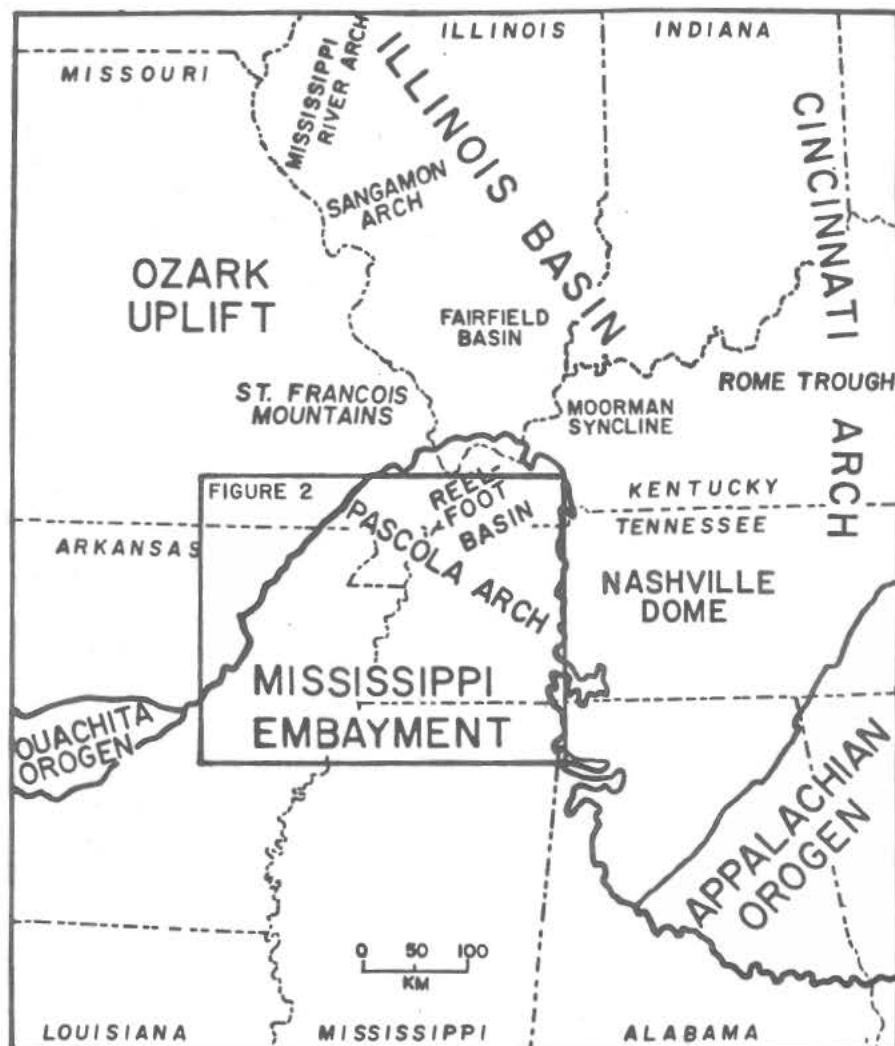 ILLINOIS
INDIANA
MISSOURI
MISSISSIPPI
RIVER ARCH
ILLINOIS BASIN
CINCINNATI ARCH
SANGAMON
ARCH
OZARK
UPLIFT
FAIRFIELD
BASIN
ROME TROUGH
ST. FRANCOIS
MOUNTAINS
MOORMAN
SYNCLINE
FIGURE 2
REEL-
FOOT
BASIN
KENTUCKY
TENNESSEE
PASCOLA ARCH
ARKANSAS
NASHVILLE
DOME
MISSISSIPPI
EMBAYMENT
OUACHITA
OROGEN
APPALACHIAN
OROGEN
0 50 100
KM
LOUISIANA
MISSISSIPPI
ALABAMA